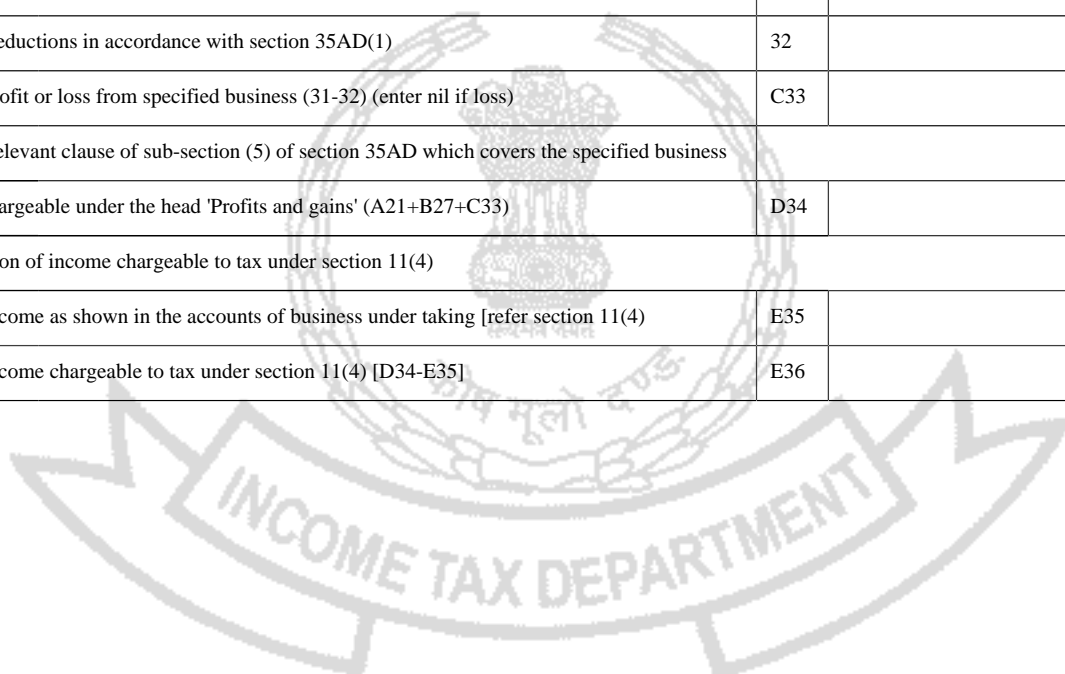 eductions in accordance with section 35AD(1) 32
ofit or loss from specified business (31-32) (enter nil if loss) C33
elevant clause of sub-section (5) of section 35AD which covers the specified business
argeable under the head 'Profits and gains' (A21+B27+C33) D34
on of income chargeable to tax under section 11(4)
come as shown in the accounts of business under taking [refer section 11(4) E35
come chargeable to tax under section 11(4) [D34-E35] E36
सत्यमेव जयते
कोष मूलो दण्डः
INCOME TAX DEPARTMENT